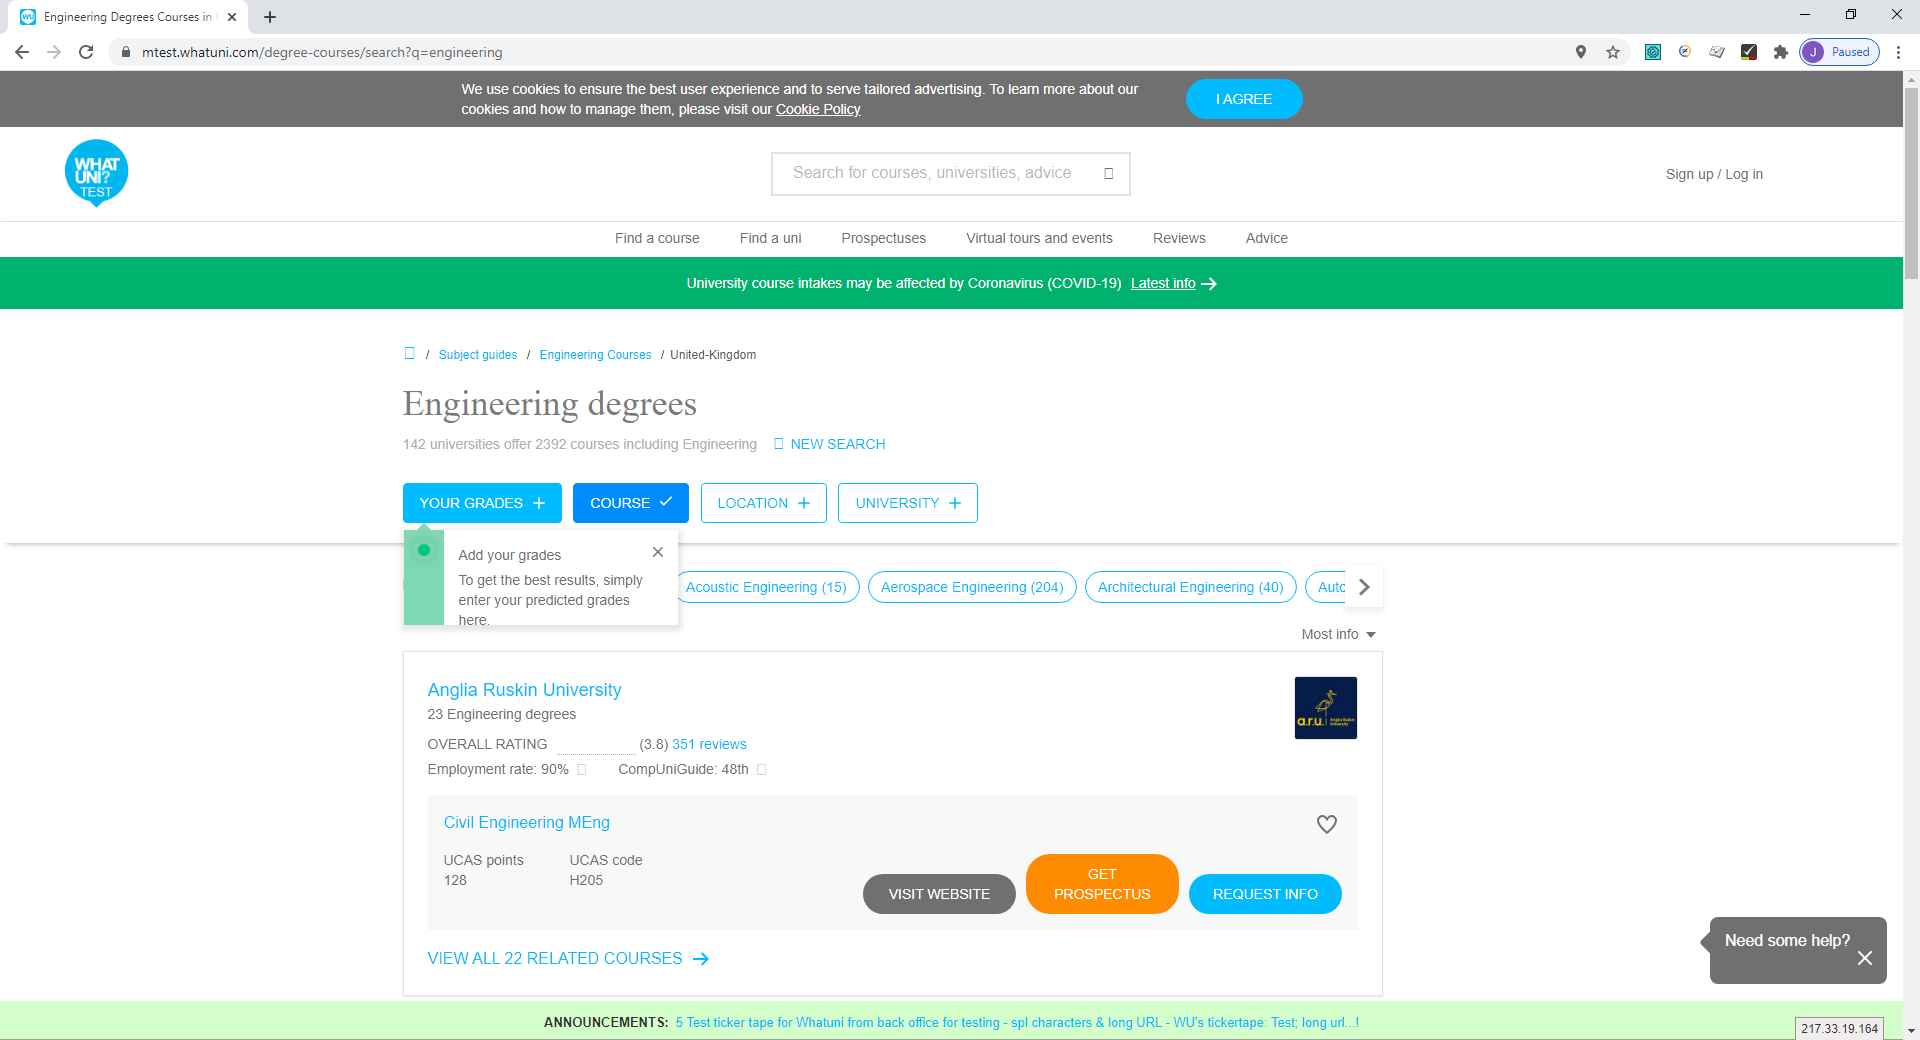 Engineering Degrees Courses in
mtest.whatuni.com/degree-courses/search?q=engineering
J Paused
We use cookies to ensure the best user experience and to serve tailored advertising. To learn more about our
cookies and how to manage them, please visit our Cookie Policy
I AGREE
WHAT
UNI?
TEST
Search for courses, universities, advice
Sign up / Log in
Find a course Find a uni Prospectuses Virtual tours and events Reviews Advice
University course intakes may be affected by Coronavirus (COVID-19) Latest info
/ Subject guides / Engineering Courses / United-Kingdom
Engineering degrees
142 universities offer 2392 courses including Engineering NEW SEARCH
YOUR GRADES COURSE LOCATION UNIVERSITY
Add your grades
To get the best results, simply
enter your predicted grades
here.
Acoustic Engineering (15) Aerospace Engineering (204) Architectural Engineering (40) Auto
Most info
Anglia Ruskin University
23 Engineering degrees
OVERALL RATING (3.8) 351 reviews
Employment rate: 90% CompUniGuide: 48th
a.r.u. Anglia Ruskin
University
Civil Engineering MEng
UCAS points UCAS code
128 H205
VISIT WEBSITE
GET
PROSPECTUS
REQUEST INFO
VIEW ALL 22 RELATED COURSES
Need some help?
ANNOUNCEMENTS: 5 Test ticker tape for Whatuni from back office for testing - spl characters & long URL - WU's tickertape: Test; long url...!
217.33.19.164